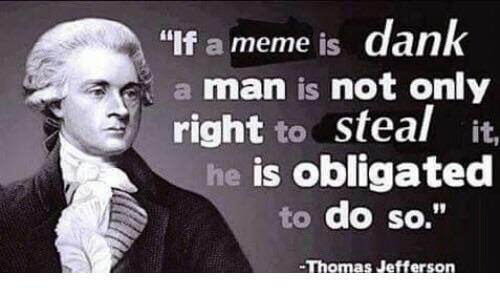 "If a meme is dank
a man is not only
right to steal it,
he is obligated
to do so."
-Thomas Jefferson